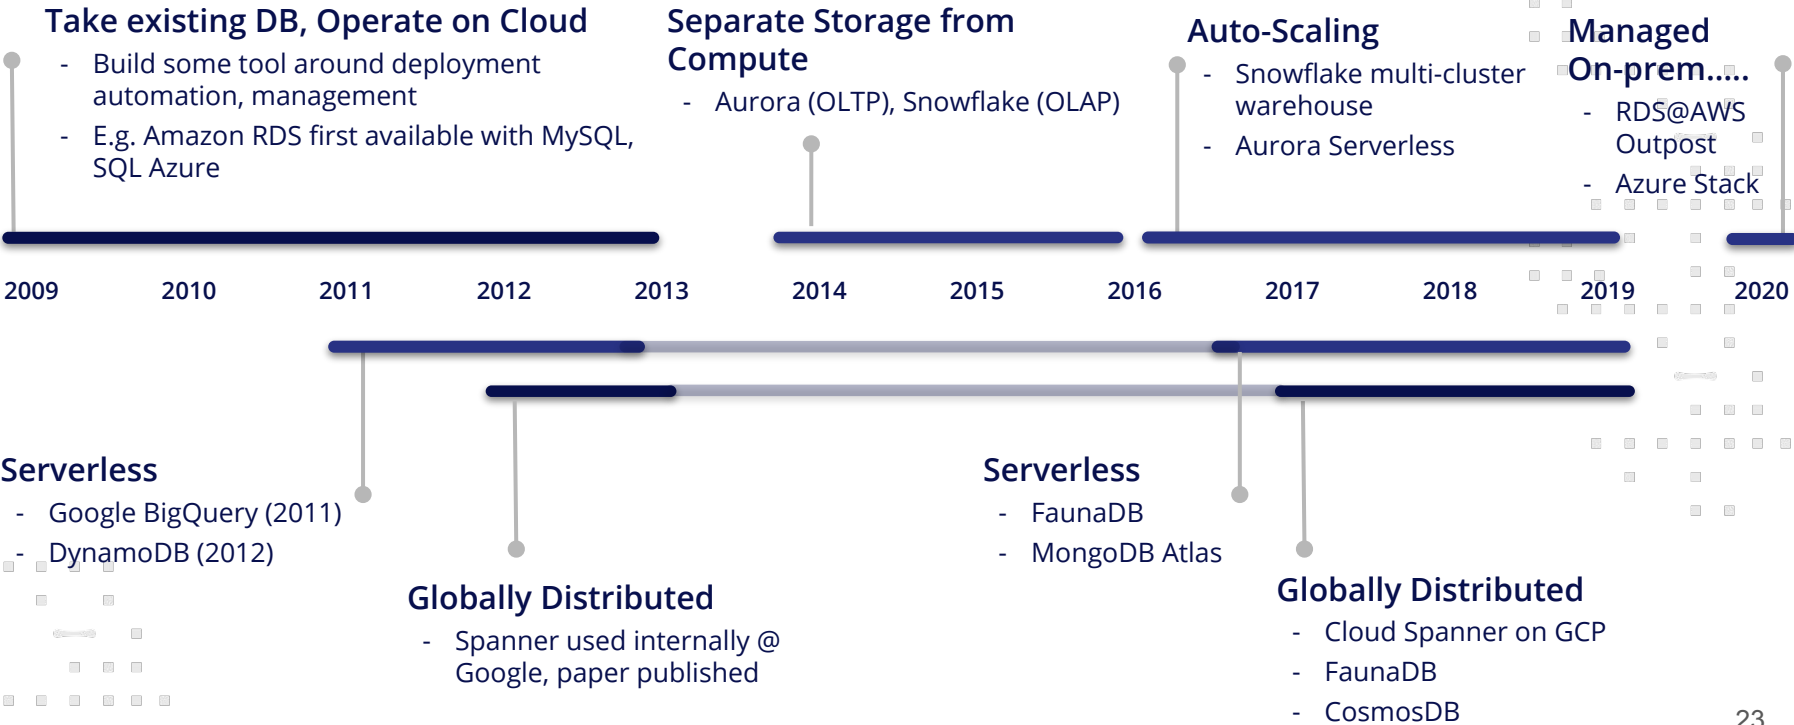 Take existing DB, Operate on Cloud
- Build some tool around deployment
automation, management
- E.g. Amazon RDS first available with MySQL,
SQL Azure
Separate Storage from
Compute
- Aurora (OLTP), Snowflake (OLAP)
Auto-Scaling
- Snowflake multi-cluster
warehouse
- Aurora Serverless
Managed
On-prem.....
- RDS@AWS
Outpost
- Azure Stack
2009 2010 2011 2012 2013 2014 2015 2016 2017 2018 2019 2020
Serverless
- Google BigQuery (2011)
- DynamoDB (2012)
Globally Distributed
- Spanner used internally @
Google, paper published
Serverless
- FaunaDB
- MongoDB Atlas
Globally Distributed
- Cloud Spanner on GCP
- FaunaDB
- CosmosDB
23